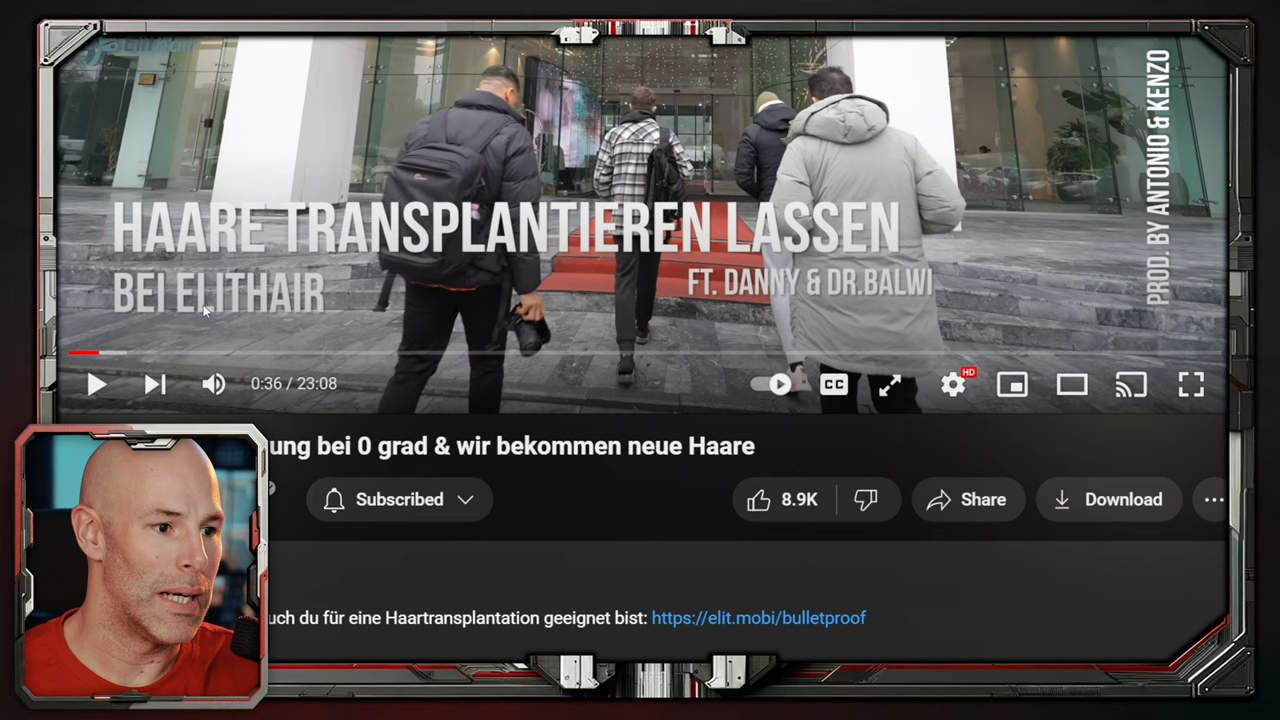 Elithair
HAARE TRANSPLANTIEREN LASSEN
BEI ELITHAIR
FT. DANNY & DR.BALWI
PROD. BY ANTONIO & KENZO
0:36 / 23:08
CC
HD
ung bei 0 grad & wir bekommen neue Haare
Subscribed
8.9K
Share
Download
uch du für eine Haartransplantation geeignet bist: https://elit.mobi/bulletproof